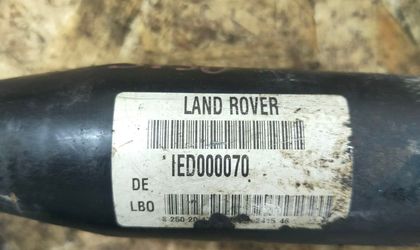 LAND ROVER
IED000070
DE
LBO